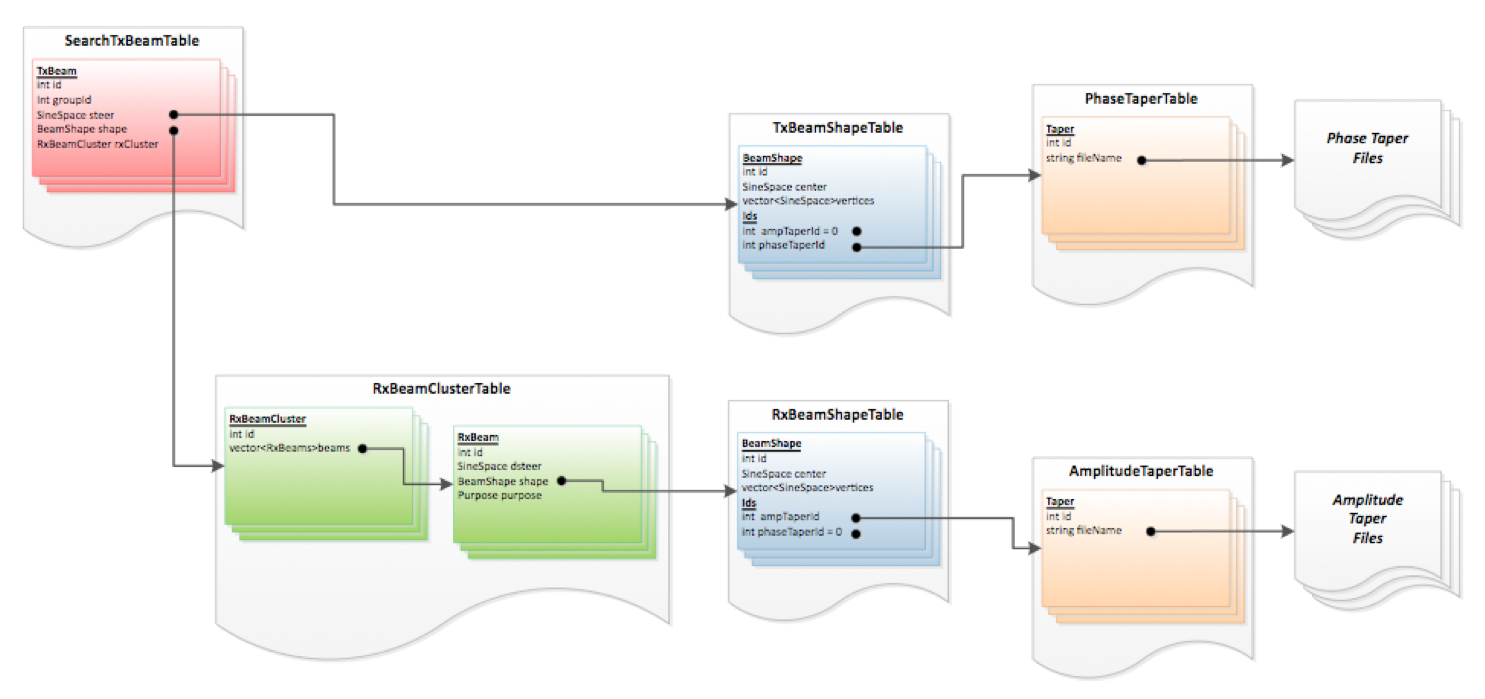 SearchTxBeamTable
TxBeam
int id
Int groupId
SineSpace steer
BeamShape shape
RxBeamCluster rxCluster
TxBeamShapeTable
BeamShape
int id
SineSpace center
vector<SineSpace>vertices
Ids
int ampTaperId = 0
int phaseTaperId
PhaseTaperTable
Taper
int id
string fileName
Phase Taper
Files
RxBeamClusterTable
RxBeamCluster
int id
vector<RxBeams>beams
RxBeam
int id
SineSpace dsteer
BeamShape shape
Purpose purpose
RxBeamShapeTable
BeamShape
int id
SineSpace center
vector<SineSpace>vertices
Ids
int ampTaperId
int phaseTaperId = 0
AmplitudeTaperTable
Taper
int id
string fileName
Amplitude
Taper
Files